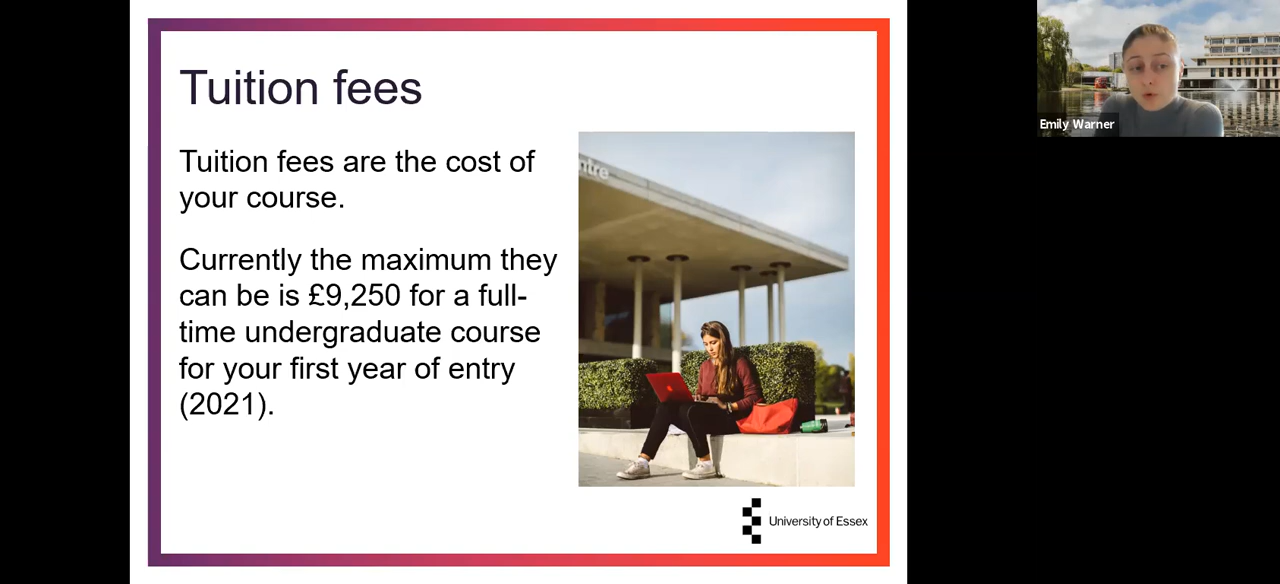 Tuition fees
Tuition fees are the cost of
your course.
Currently the maximum they
can be is £9,250 for a full-
time undergraduate course
for your first year of entry
(2021).
ntre
University of Essex
Emily Warner